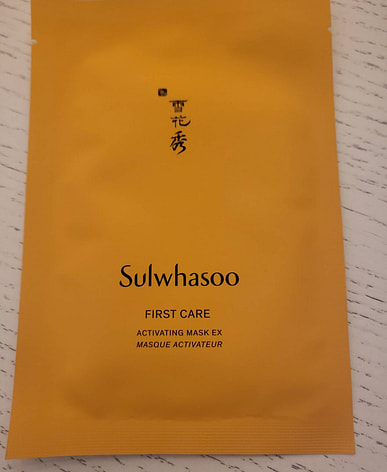 雪
花
秀
Sulwhasoo
FIRST CARE
ACTIVATING MASK EX
MASQUE ACTIVATEUR